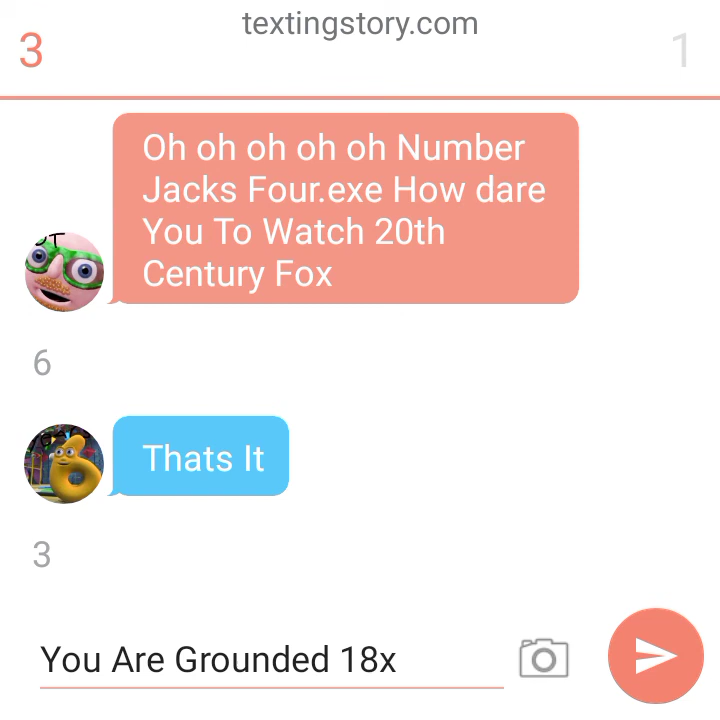 textingstory.com
3
1
Oh oh oh oh oh Number
Jacks Four.exe How dare
You To Watch 20th
Century Fox
6
Thats It
3
You Are Grounded 18x